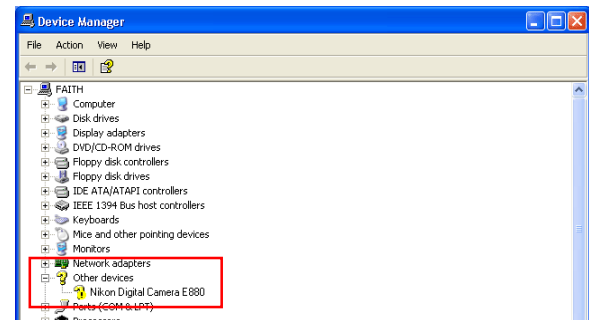 Device Manager
File Action View Help
FAITH
Computer
Disk drives
Display adapters
DVD/CD-ROM drives
Floppy disk controllers
Floppy disk drives
IDE ATA/ATAPI controllers
IEEE 1394 Bus host controllers
Keyboards
Mice and other pointing devices
Monitors
Network adapters
Other devices
Nikon Digital Camera E880
Ports (COM & LPT)
Processors